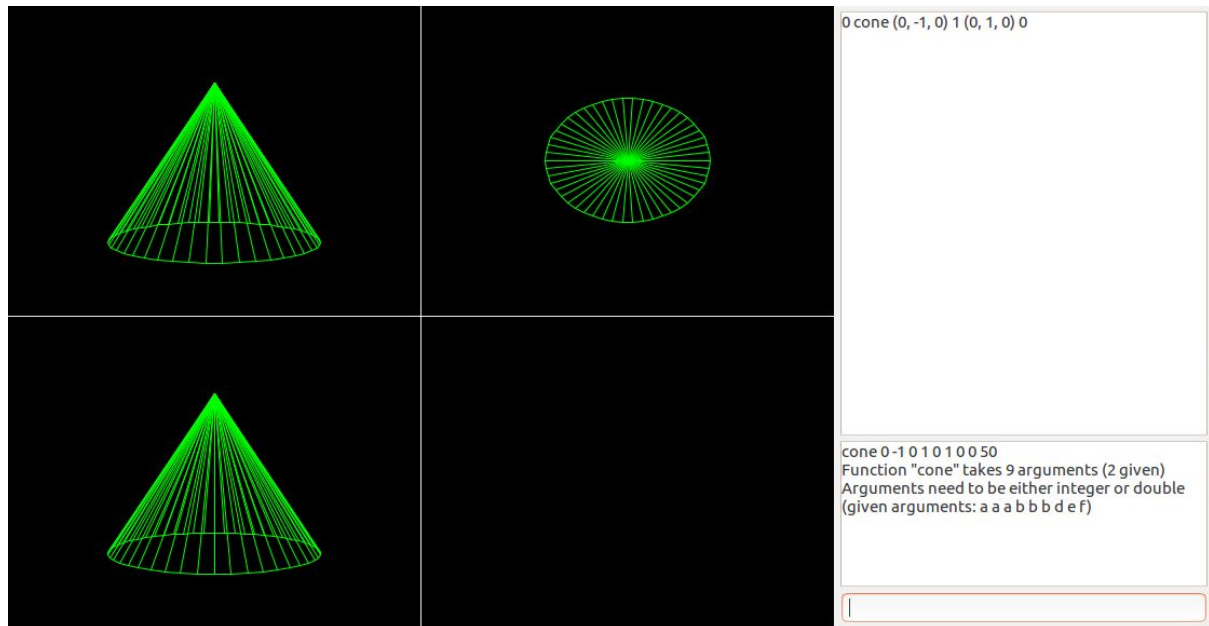 0 cone (0, -1, 0) 1 (0, 1, 0) 0
cone 0 -1 0 1 0 1 0 0 50
Function "cone" takes 9 arguments (2 given)
Arguments need to be either integer or double
(given arguments: a a a b b b d e f)